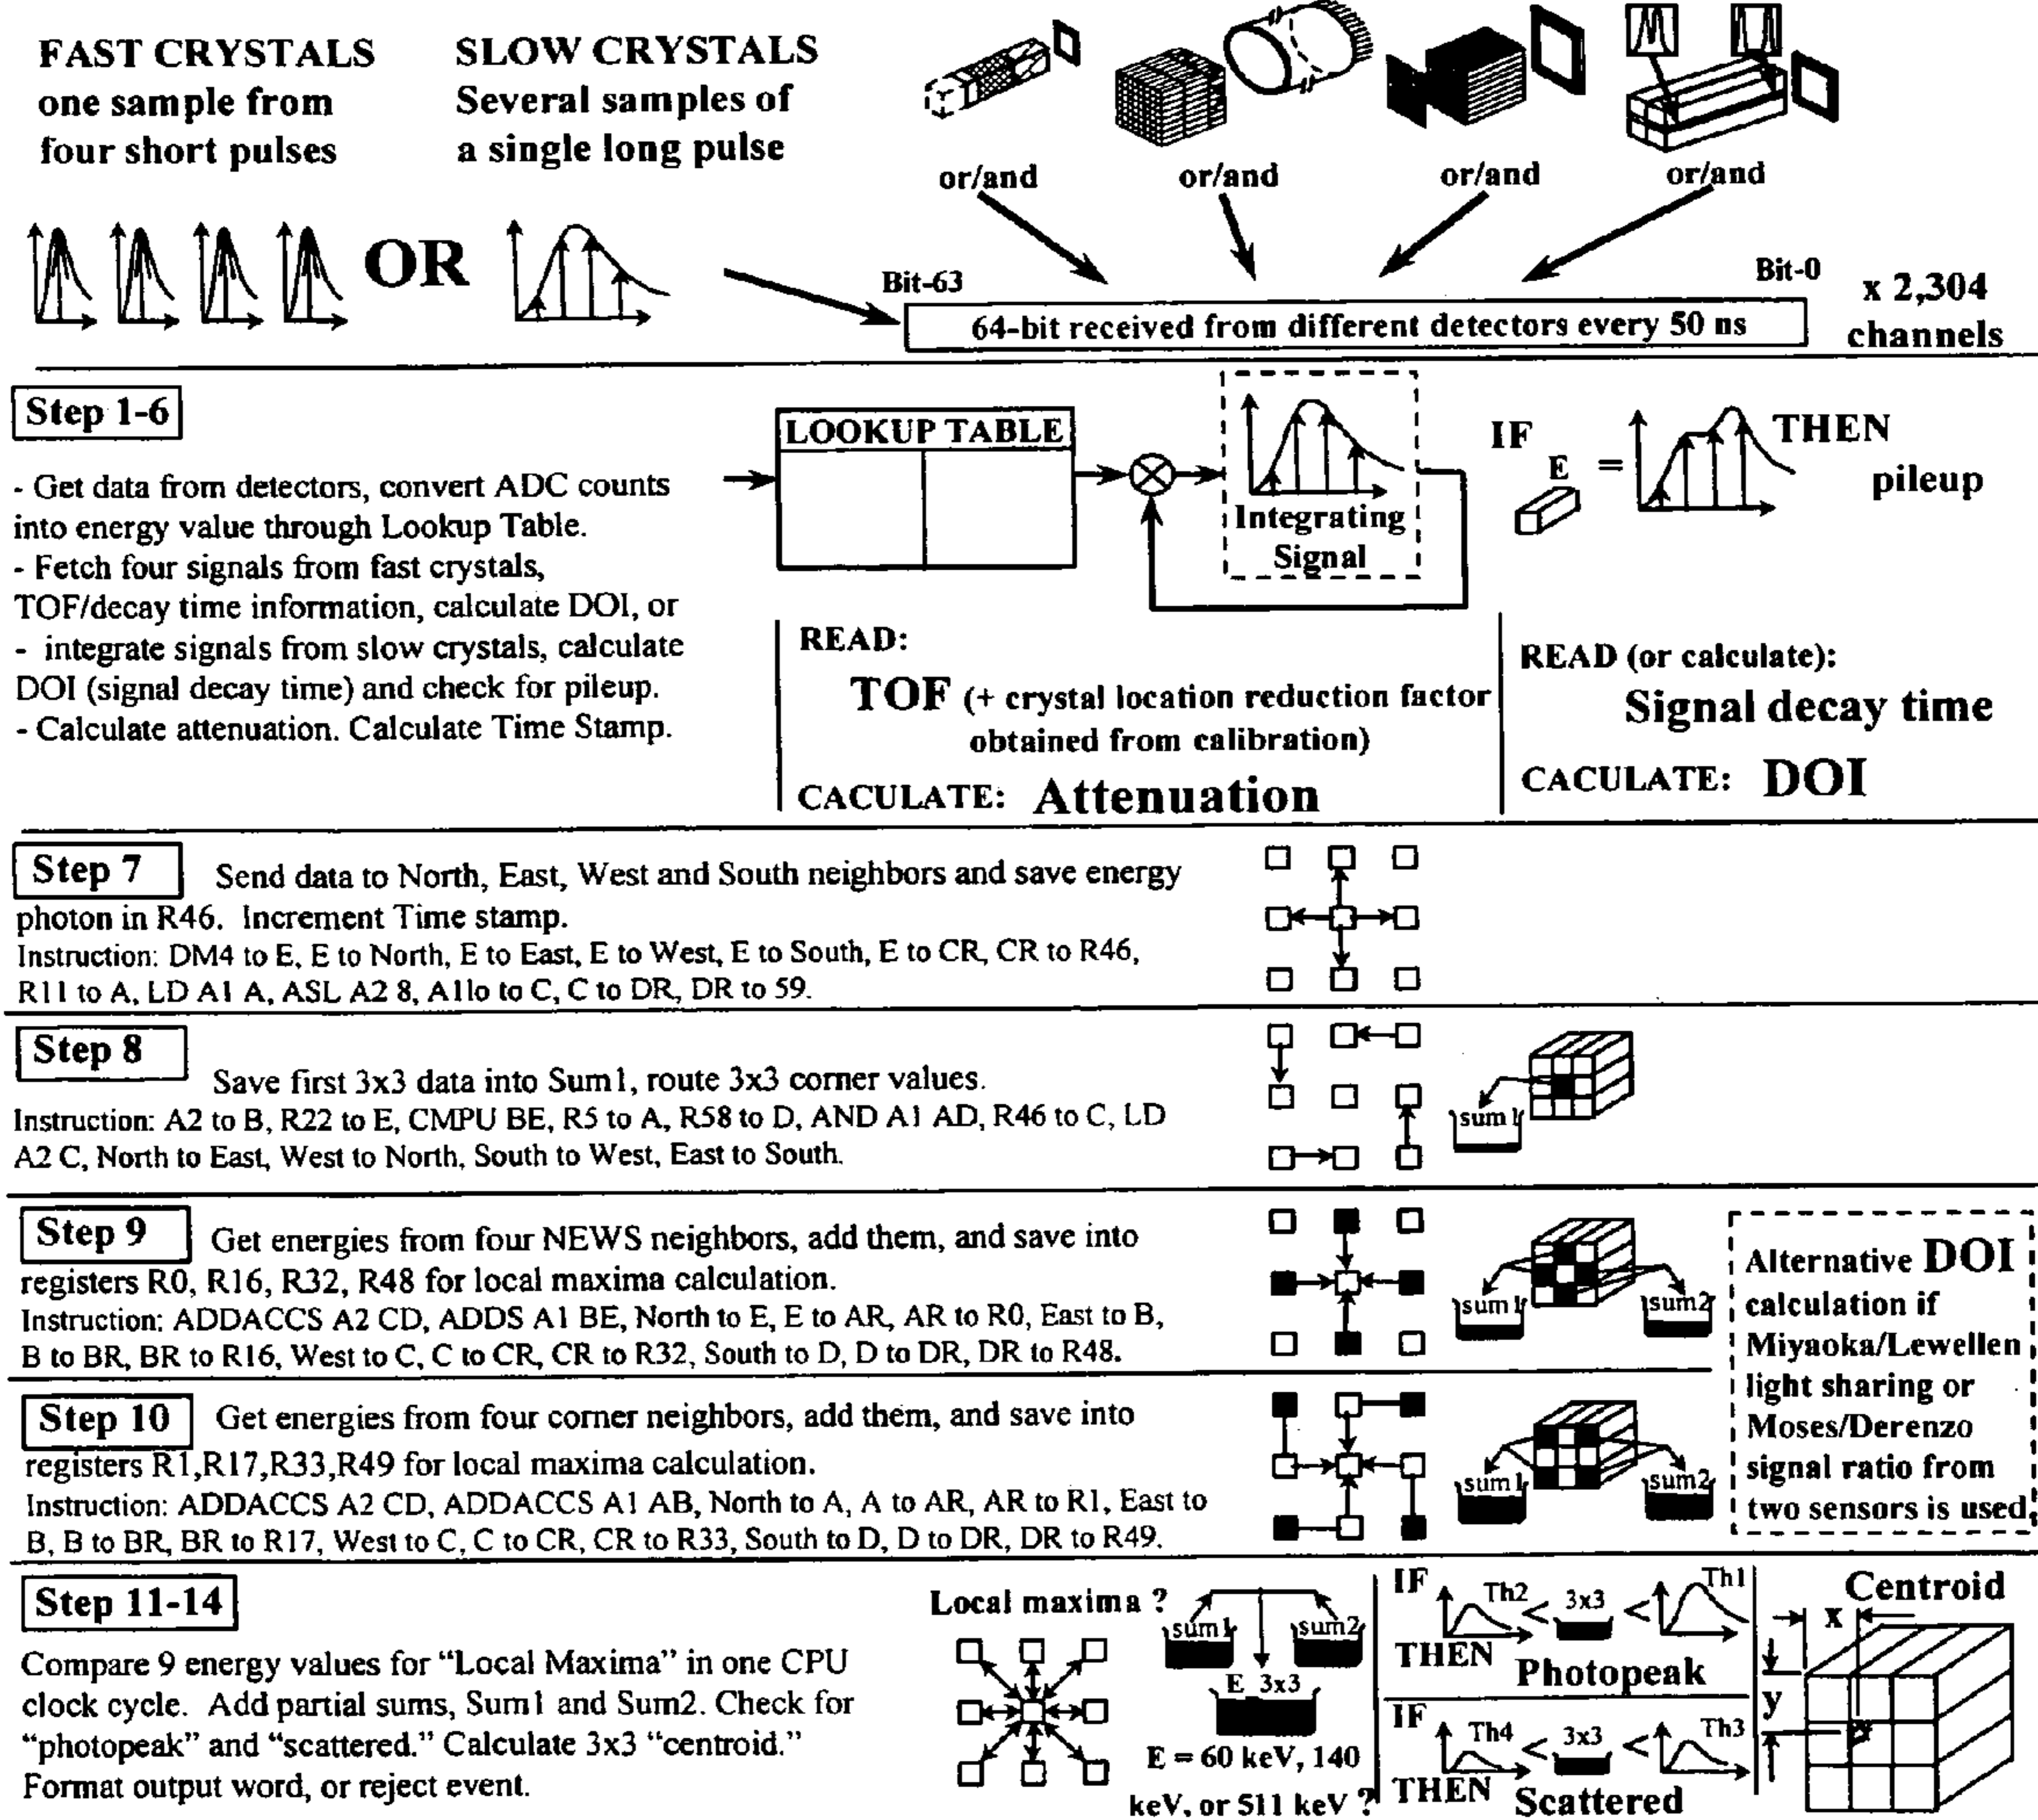 FAST CRYSTALS
one sample from
four short pulses
SLOW CRYSTALS
Several samples of
a single long pulse
or/and
or/and
or/and
or/and
OR
Bit-63
Bit-0
64-bit received from different detectors every 50 ns
x 2,304
channels
Step 1-6
- Get data from detectors, convert ADC counts
into energy value through Lookup Table.
- Fetch four signals from fast crystals,
TOF/decay time information, calculate DOI, or
- integrate signals from slow crystals, calculate
DOI (signal decay time) and check for pileup.
- Calculate attenuation. Calculate Time Stamp.
LOOKUP TABLE
Integrating
Signal
IF
E
=
THEN
pileup
READ:
TOF (+ crystal location reduction factor
obtained from calibration)
CACULATE: Attenuation
READ (or calculate):
Signal decay time
CACULATE: DOI
Step 7
Send data to North, East, West and South neighbors and save energy
photon in R46. Increment Time stamp.
Instruction: DM4 to E, E to North, E to East, E to West, E to South, E to CR, CR to R46,
R11 to A, LD A1 A, ASL A2 8, A1lo to C, C to DR, DR to 59.
Step 8
Save first 3x3 data into Sum1, route 3x3 corner values.
Instruction: A2 to B, R22 to E, CMPU BE, R5 to A, R58 to D, AND A1 AD, R46 to C, LD
A2 C, North to East, West to North, South to West, East to South.
sum1
Step 9
Get energies from four NEWS neighbors, add them, and save into
registers R0, R16, R32, R48 for local maxima calculation.
Instruction: ADDACCS A2 CD, ADDS A1 BE, North to E, E to AR, AR to R0, East to B,
B to BR, BR to R16, West to C, C to CR, CR to R32, South to D, D to DR, DR to R48.
sum1
sum2
Alternative DOI
calculation if
Miyaoka/Lewellen
light sharing or
Moses/Derenzo
signal ratio from
two sensors is used.
Step 10
Get energies from four corner neighbors, add them, and save into
registers R1,R17,R33,R49 for local maxima calculation.
Instruction: ADDACCS A2 CD, ADDACCS A1 AB, North to A, A to AR, AR to R1, East to
B, B to BR, BR to R17, West to C, C to CR, CR to R33, South to D, D to DR, DR to R49.
sum1
sum2
Step 11-14
Compare 9 energy values for “Local Maxima” in one CPU
clock cycle. Add partial sums, Sum1 and Sum2. Check for
“photopeak” and “scattered.” Calculate 3x3 “centroid.”
Format output word, or reject event.
Local maxima ?
sum1
sum2
E 3x3
E = 60 keV, 140
keV, or 511 keV ?
IF
Th2
<
3x3
<
Th1
THEN Photopeak
IF
Th4
<
3x3
<
Th3
THEN Scattered
Centroid
x
y